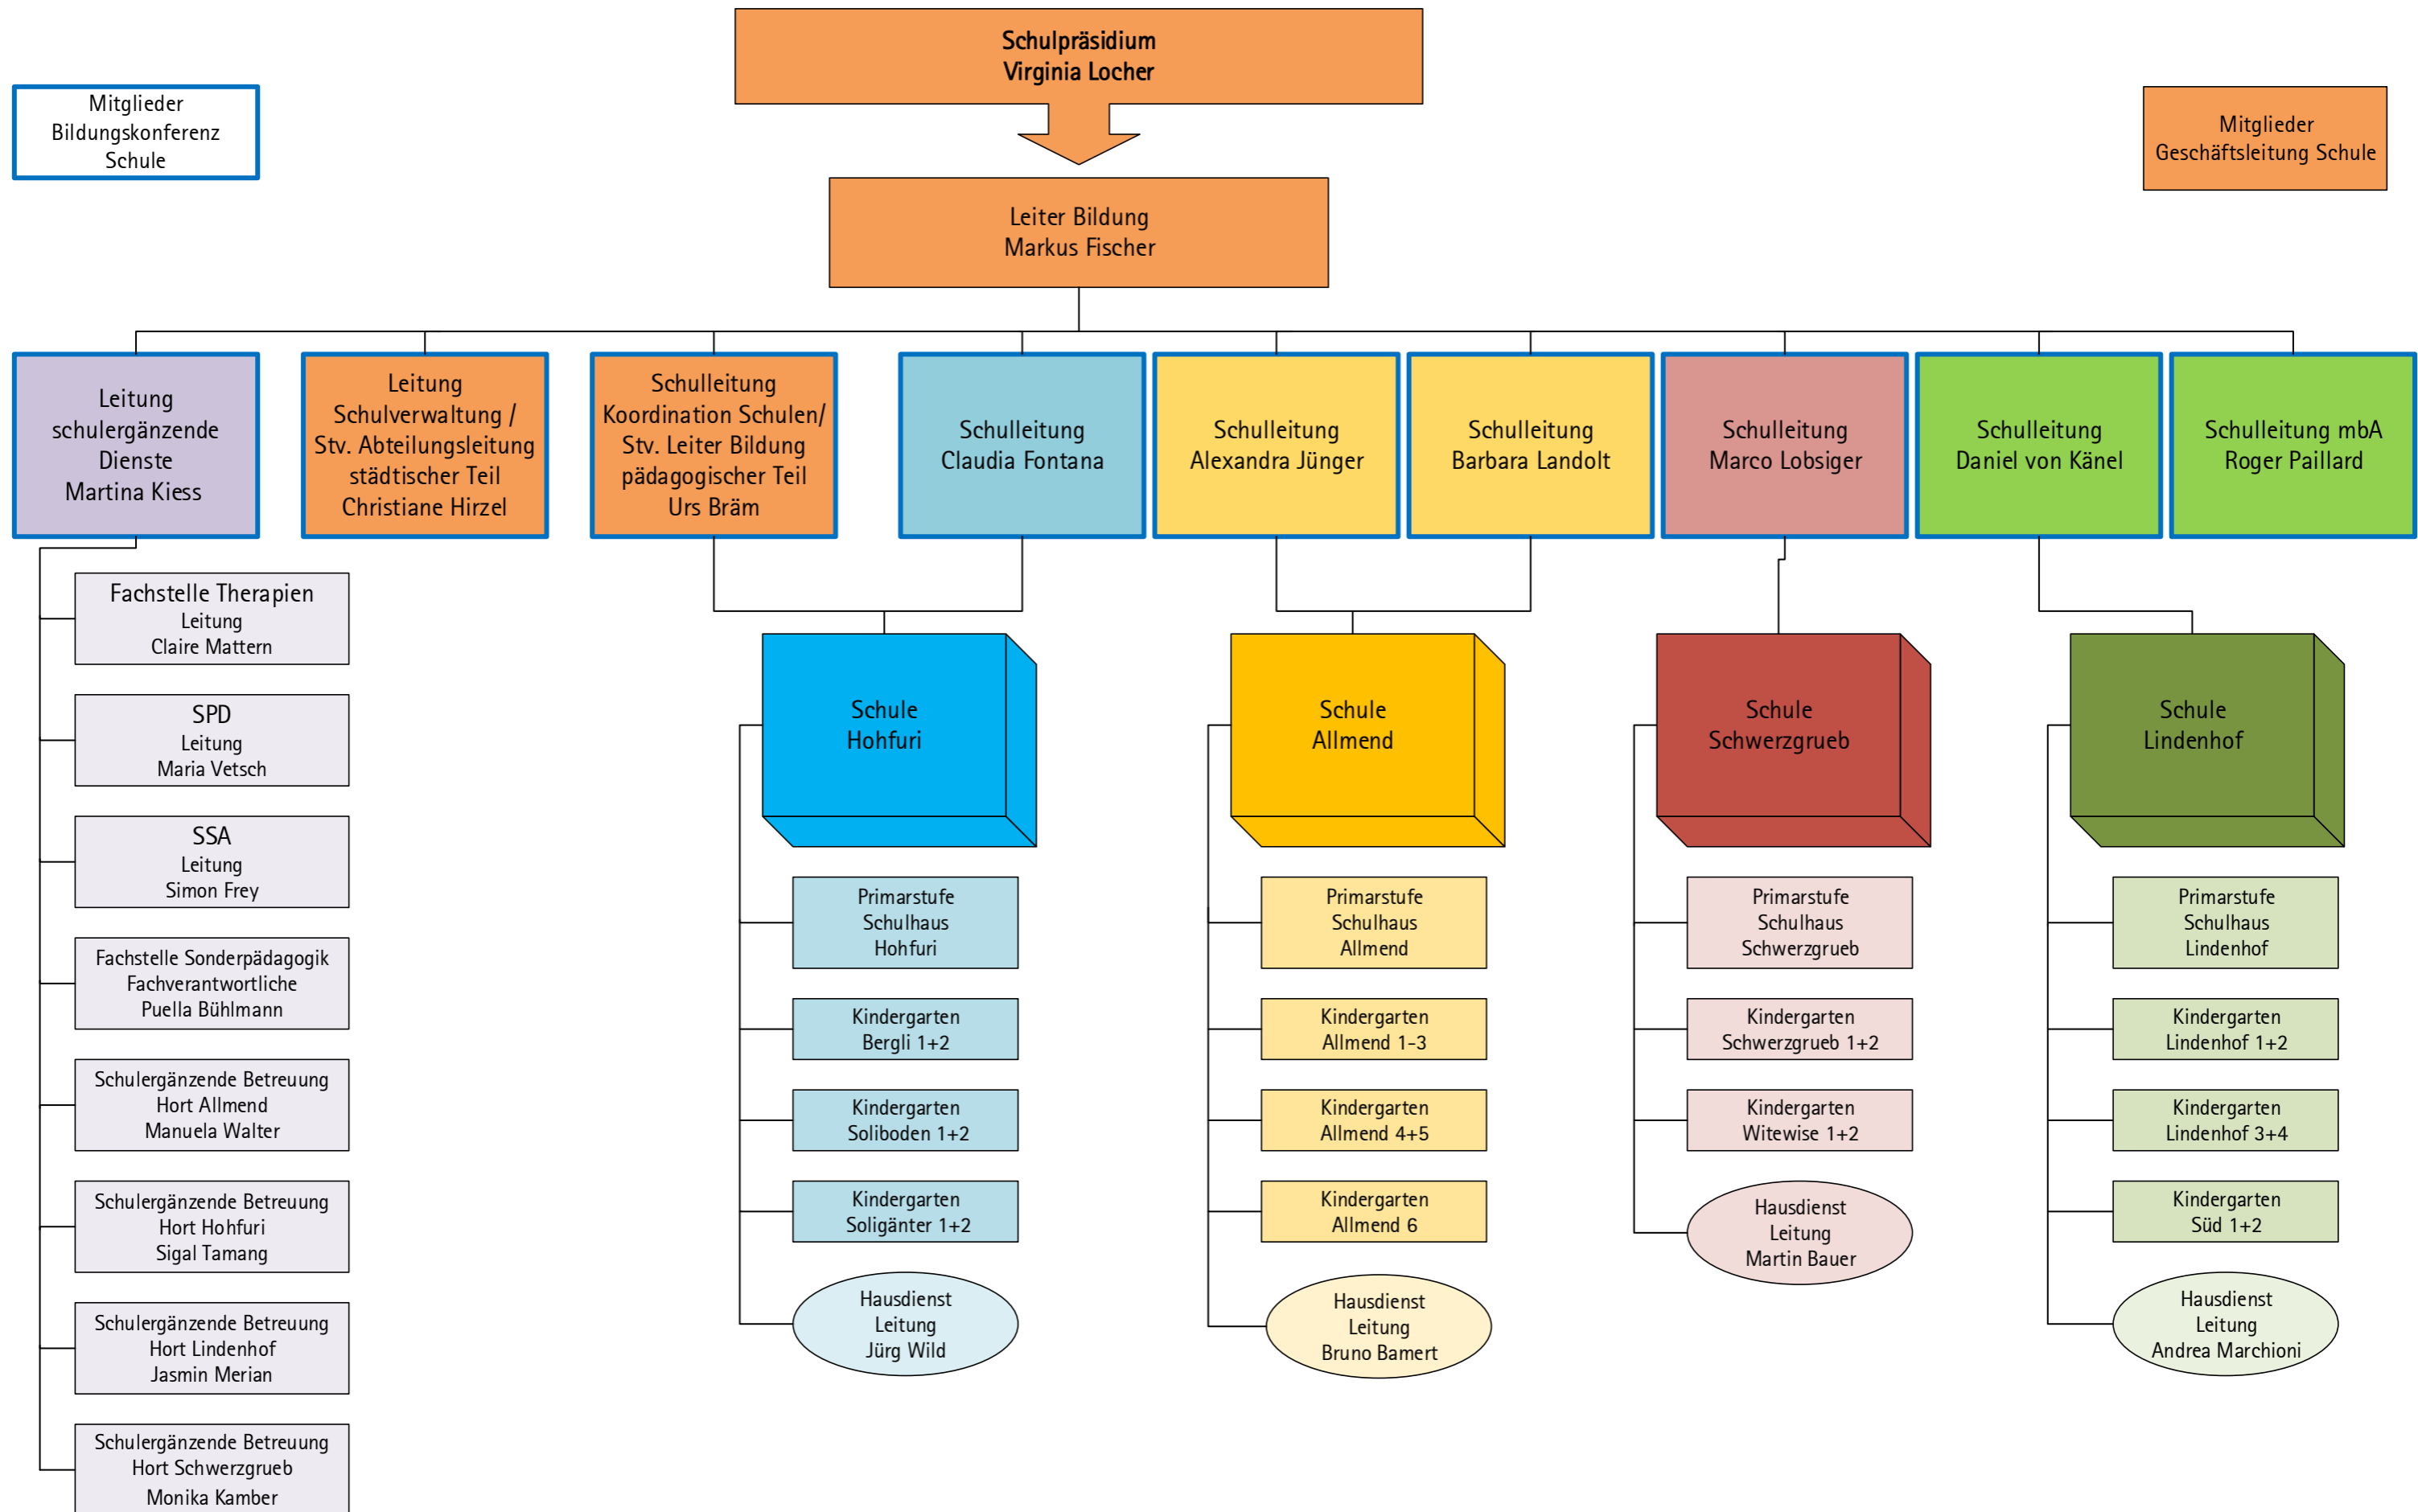 Schulpräsidium
Virginia Locher
Mitglieder
Bildungskonferenz
Schule
Mitglieder
Geschäftsleitung Schule
Leiter Bildung
Markus Fischer
Leitung
schulergänzende
Dienste
Martina Kiess
Leitung
Schulverwaltung /
Stv. Abteilungsleitung
städtischer Teil
Christiane Hirzel
Schulleitung
Koordination Schulen/
Stv. Leiter Bildung
pädagogischer Teil
Urs Bräm
Schulleitung
Claudia Fontana
Schulleitung
Alexandra Jünger
Schulleitung
Barbara Landolt
Schulleitung
Marco Lobsiger
Schulleitung
Daniel von Känel
Schulleitung mbA
Roger Paillard
Fachstelle Therapien
Leitung
Claire Mattern
SPD
Leitung
Maria Vetsch
SSA
Leitung
Simon Frey
Fachstelle Sonderpädagogik
Fachverantwortliche
Puella Bühlmann
Schulergänzende Betreuung
Hort Allmend
Manuela Walter
Schulergänzende Betreuung
Hort Hohfuri
Sigal Tamang
Schulergänzende Betreuung
Hort Lindenhof
Jasmin Merian
Schulergänzende Betreuung
Hort Schwerzgrueb
Monika Kamber
Schule
Hohfuri
Primarstufe
Schulhaus
Hohfuri
Kindergarten
Bergli 1+2
Kindergarten
Soliboden 1+2
Kindergarten
Soligänter 1+2
Hausdienst
Leitung
Jürg Wild
Schule
Allmend
Primarstufe
Schulhaus
Allmend
Kindergarten
Allmend 1-3
Kindergarten
Allmend 4+5
Kindergarten
Allmend 6
Hausdienst
Leitung
Bruno Bamert
Schule
Schwerzgrueb
Primarstufe
Schulhaus
Schwerzgrueb
Kindergarten
Schwerzgrueb 1+2
Kindergarten
Witewise 1+2
Hausdienst
Leitung
Martin Bauer
Schule
Lindenhof
Primarstufe
Schulhaus
Lindenhof
Kindergarten
Lindenhof 1+2
Kindergarten
Lindenhof 3+4
Kindergarten
Süd 1+2
Hausdienst
Leitung
Andrea Marchioni